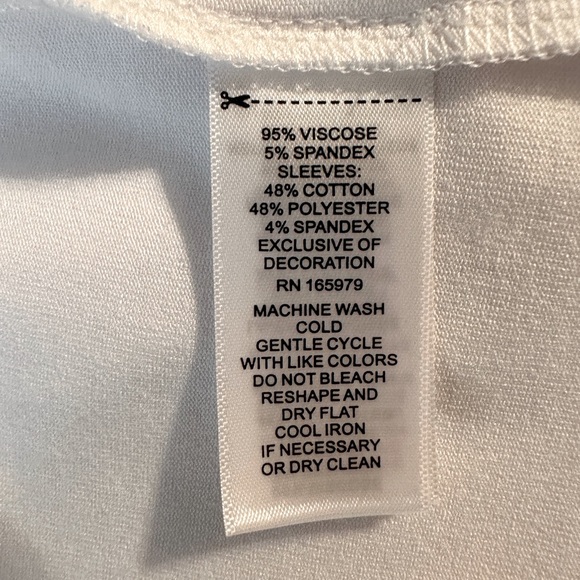 95% VISCOSE
5% SPANDEX
SLEEVES:
48% COTTON
48% POLYESTER
4% SPANDEX
EXCLUSIVE OF
DECORATION
RN 165979
MACHINE WASH
COLD
GENTLE CYCLE
WITH LIKE COLORS
DO NOT BLEACH
RESHAPE AND
DRY FLAT
COOL IRON
IF NECESSARY
OR DRY CLEAN